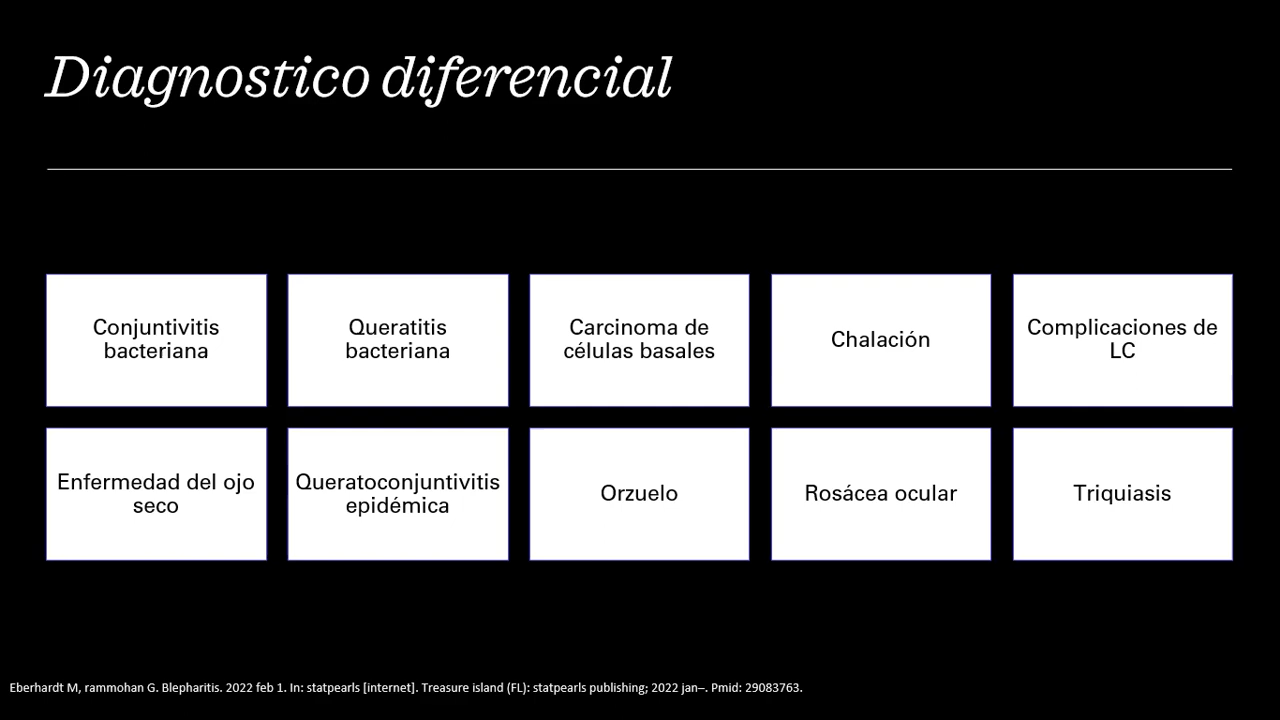 Diagnostico diferencial
Conjuntivitis
bacteriana
Queratitis
bacteriana
Carcinoma de
células basales
Chalación
Complicaciones de
LC
Enfermedad del ojo
seco
Queratoconjuntivitis
epidémica
Orzuelo
Rosácea ocular
Triquiasis
Eberhardt M, rammohan G. Blepharitis. 2022 feb 1. In: statpearls [internet]. Treasure island (FL): statpearls publishing; 2022 jan–. Pmid: 29083763.